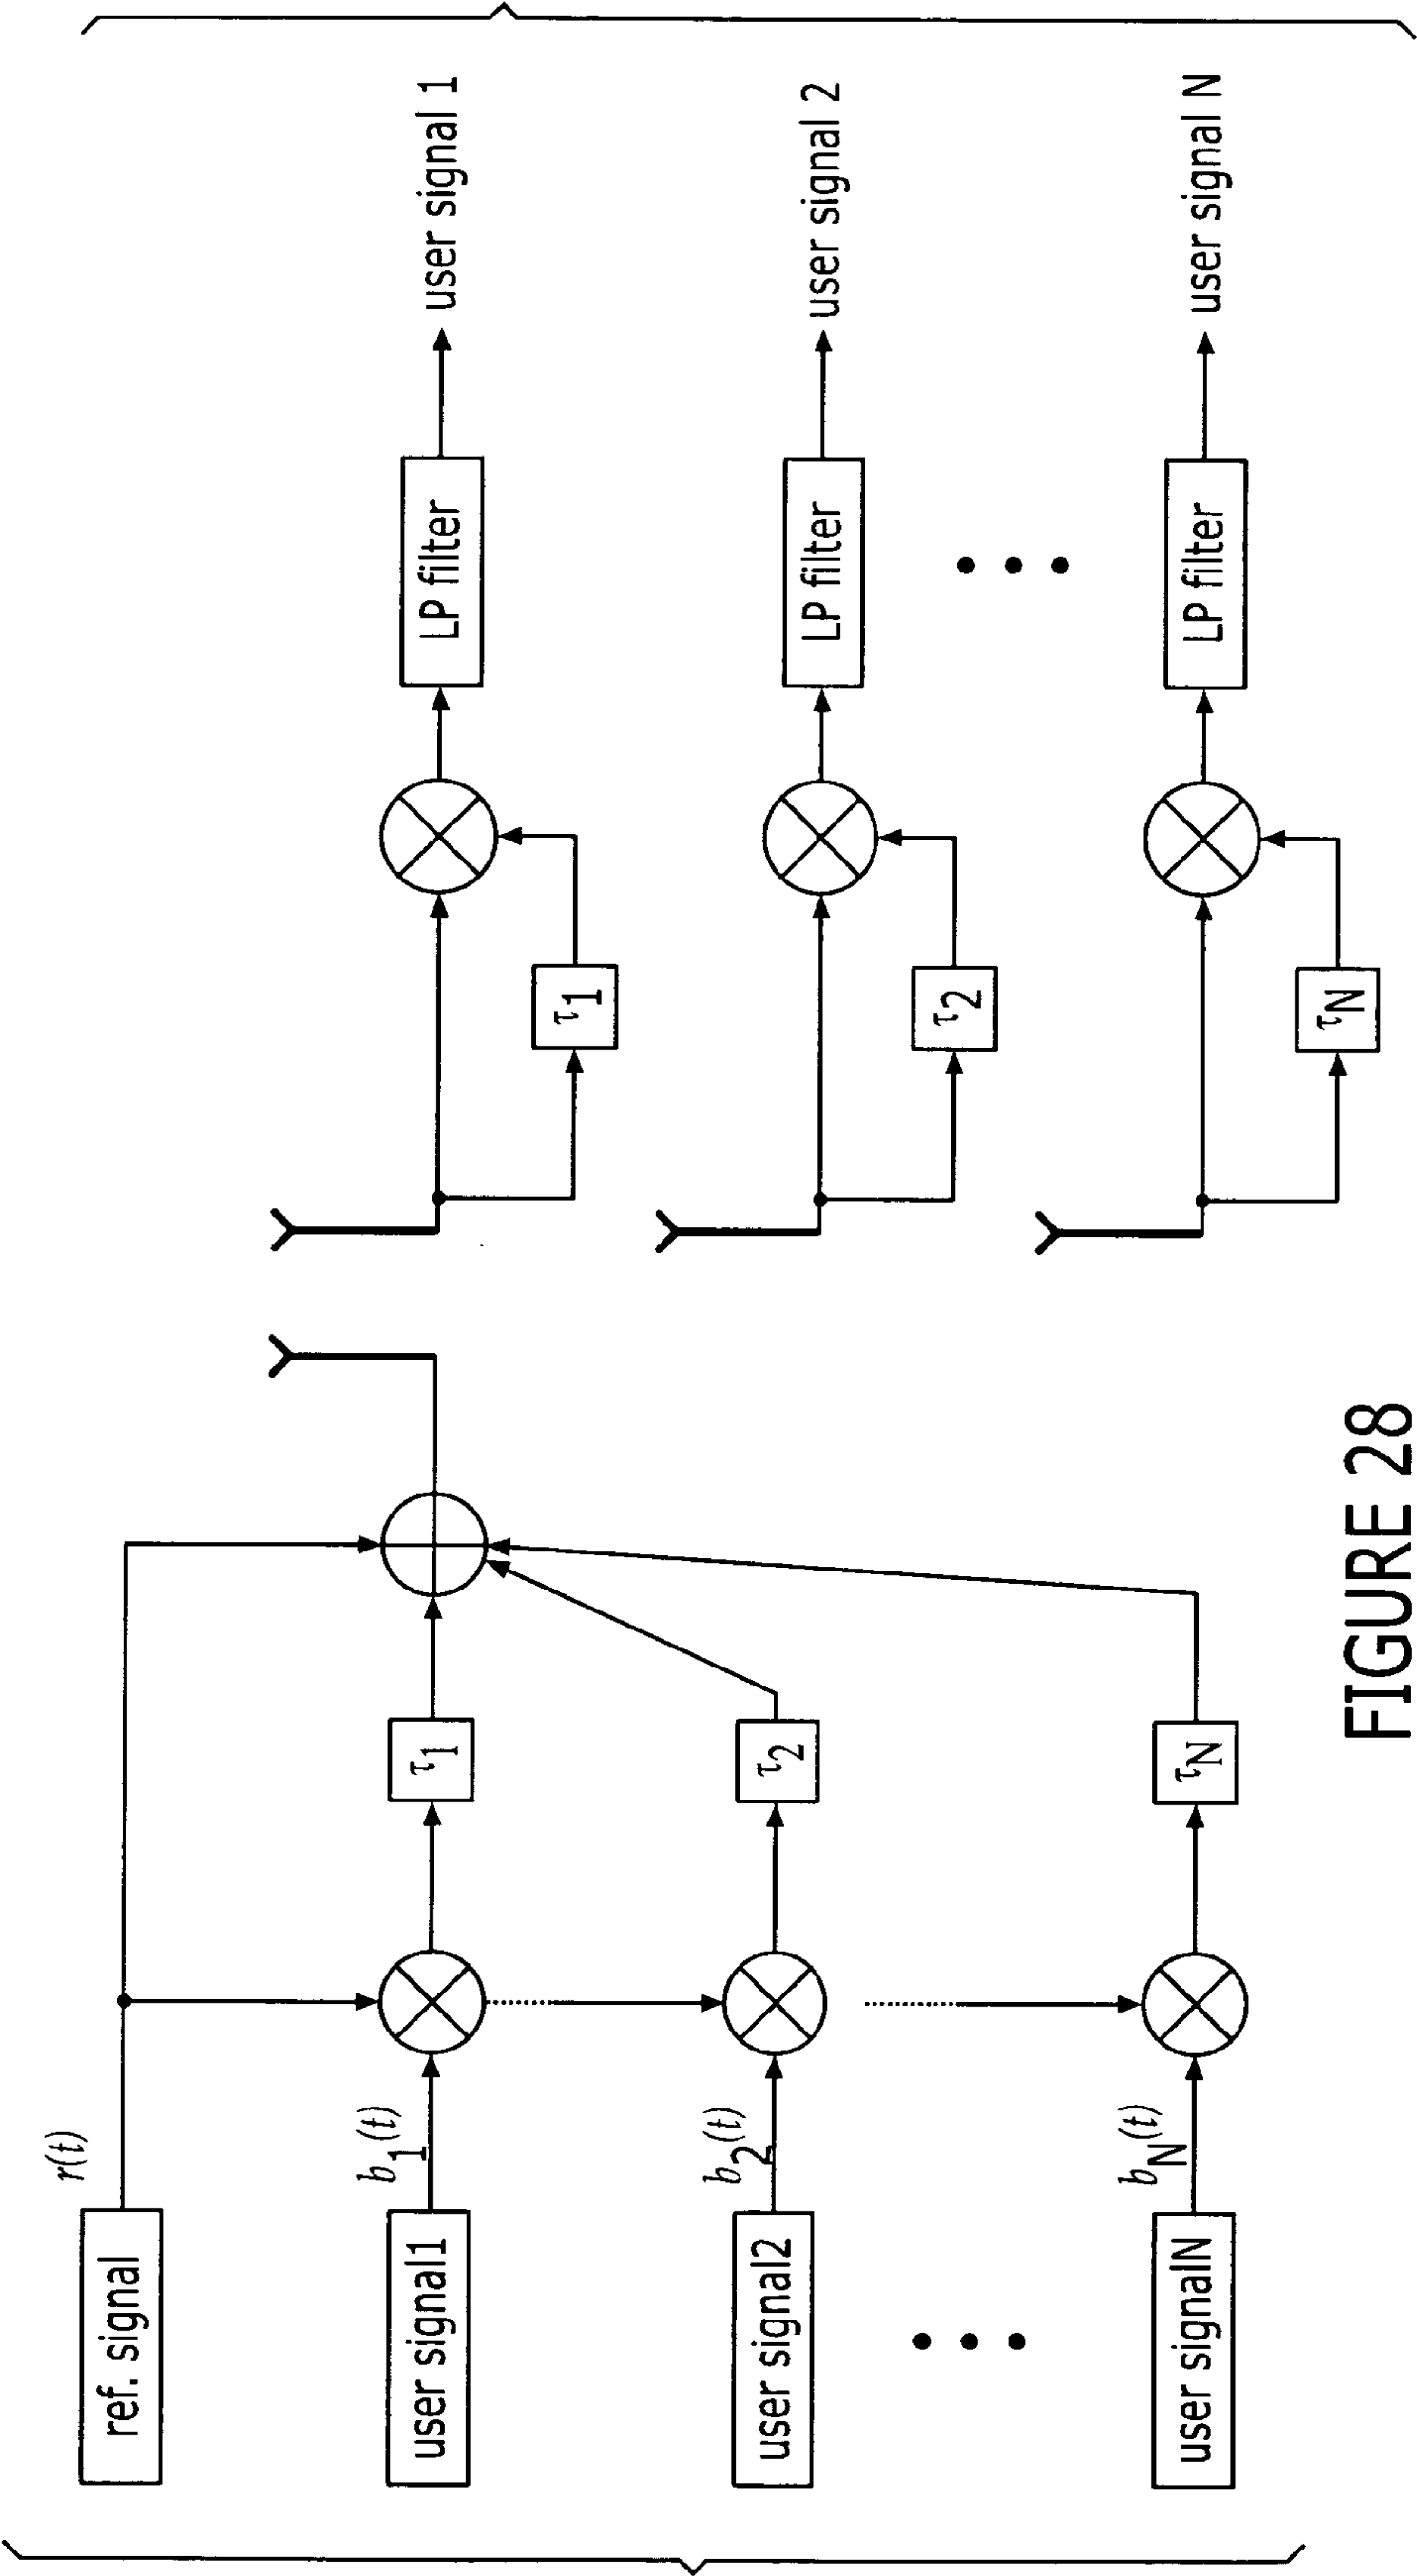 ref. signal
r(t)
user signal1
b1(t)
τ1
user signal2
b2(t)
τ2
user signalN
bN(t)
τN
τ1
LP filter
user signal 1
τ2
LP filter
user signal 2
τN
LP filter
user signal N
FIGURE 28